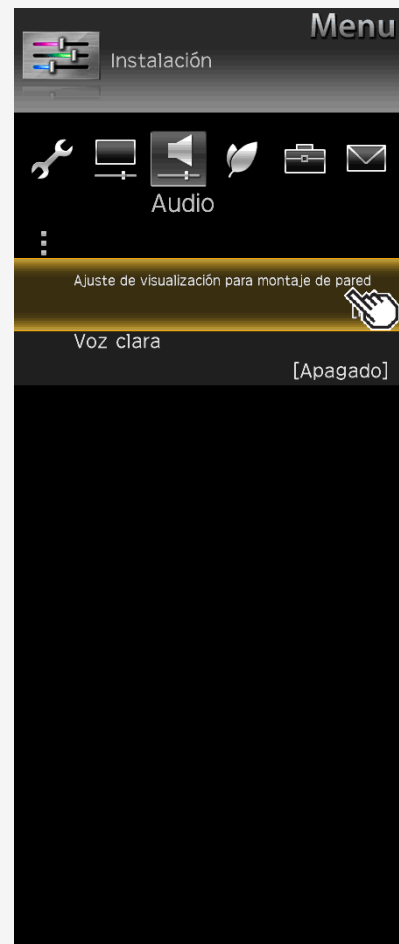 Menu
Instalación
Audio
Ajuste de visualización para montaje de pared
Voz clara
[Apagado]